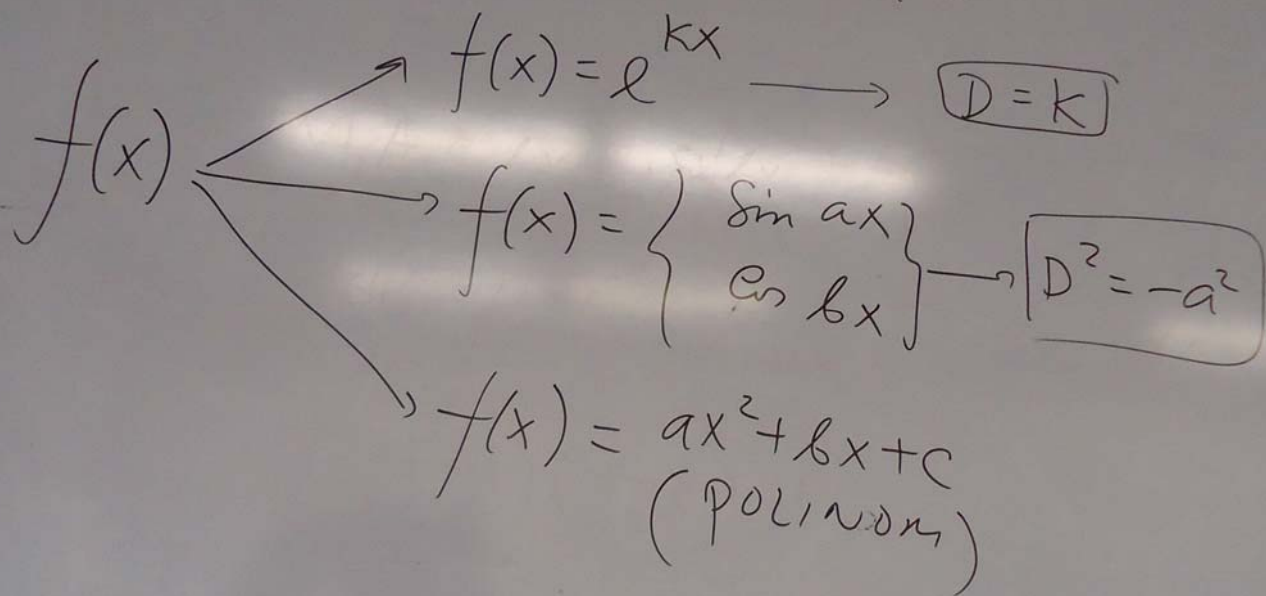 f(x)
f(x) = e^{kx} → D = k
f(x) = { sin ax
cos bx } → D² = -a²
f(x) = ax² + bx + c
(POLINOM)